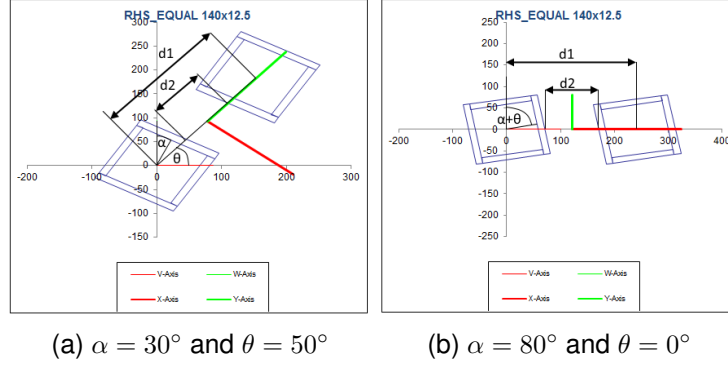 RHS_EQUAL 140x12.5
300
250
200
150
100
50
0
-50
-100
-150
-200
-100
0
100
200
300
d1
d2
α
θ
V-Axis
W-Axis
X-Axis
Y-Axis
(a) α = 30° and θ = 50°
RHS_EQUAL 140x12.5
250
200
150
100
50
0
-50
-100
-150
-200
-250
-200
-100
0
100
200
300
400
d1
d2
α+θ
V-Axis
W-Axis
X-Axis
Y-Axis
(b) α = 80° and θ = 0°